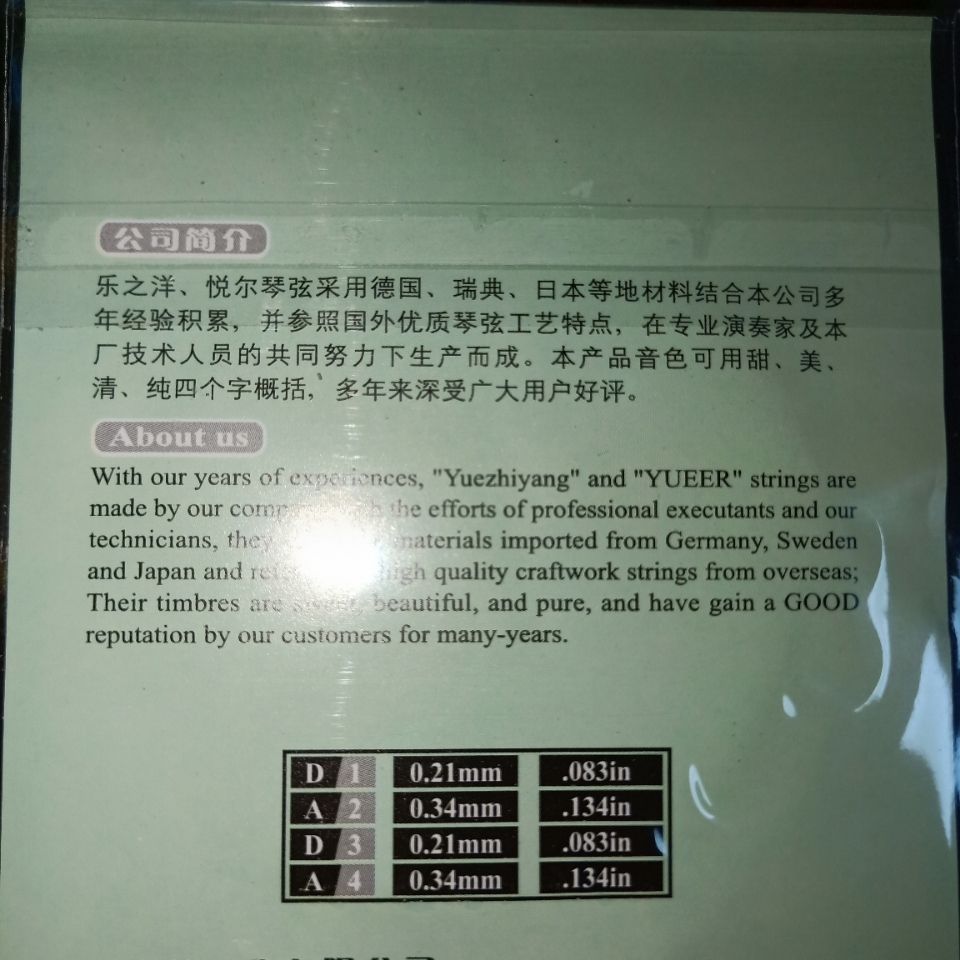 公司简介
乐之洋、悦尔琴弦采用德国、瑞典、日本等地材料结合本公司多
年经验积累，并参照国外优质琴弦工艺特点，在专业演奏家及本
厂技术人员的共同努力下生产而成。本产品音色可用甜、美、
清、纯四个字概括，多年来深受广大用户好评。
About us
With our years of experiences, "Yuezhiyang" and "YUEER" strings are
made by our the efforts of professional executants and our
technicians, they materials imported from Germany, Sweden
and Japan and high quality craftwork strings from overseas;
Their timbres are sweet, beautiful, and pure, and have gain a GOOD
reputation by our customers for many-years.
D 1 0.21mm .083in
A 2 0.34mm .134in
D 3 0.21mm .083in
A 4 0.34mm .134in